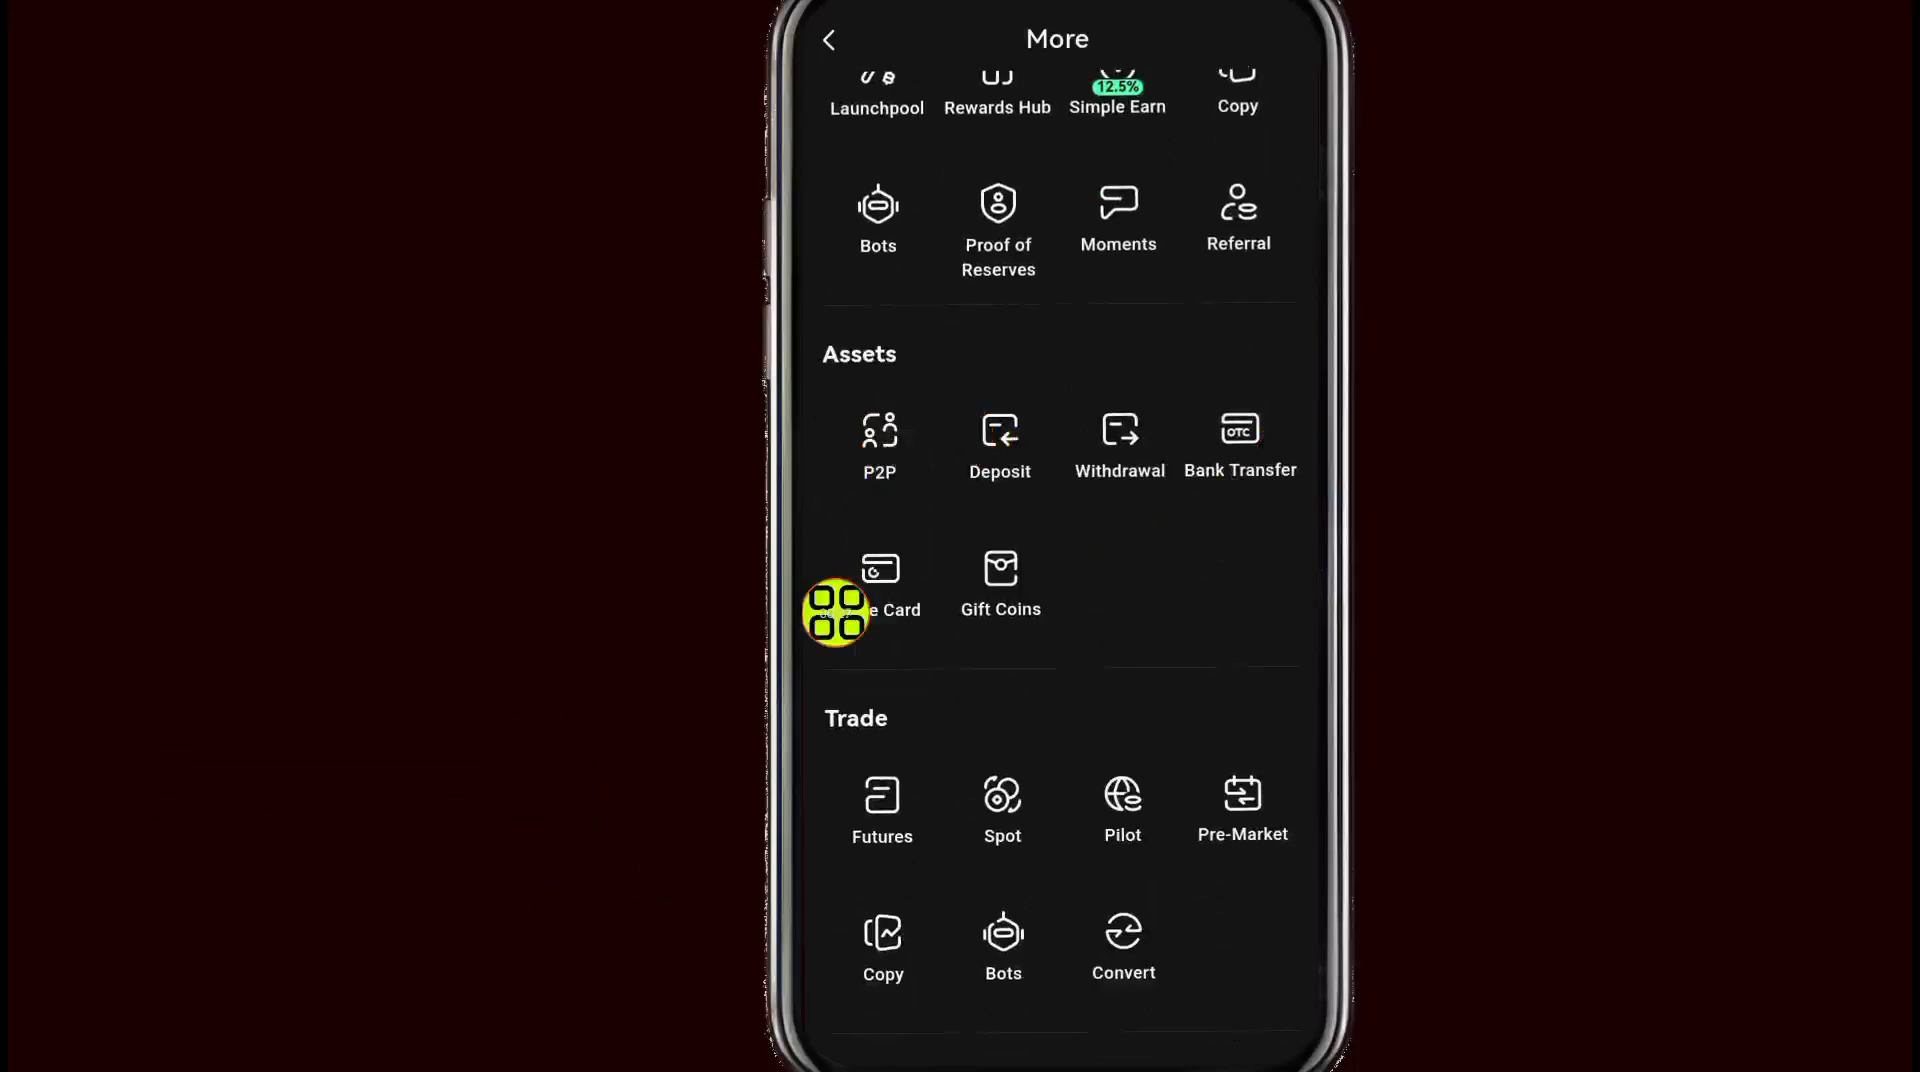 More
Launchpool Rewards Hub 12.5% Simple Earn Copy
Bots Proof of Reserves Moments Referral
Assets
P2P Deposit Withdrawal OTC Bank Transfer
e Card Gift Coins
Trade
Futures Spot Pilot Pre-Market
Copy Bots Convert